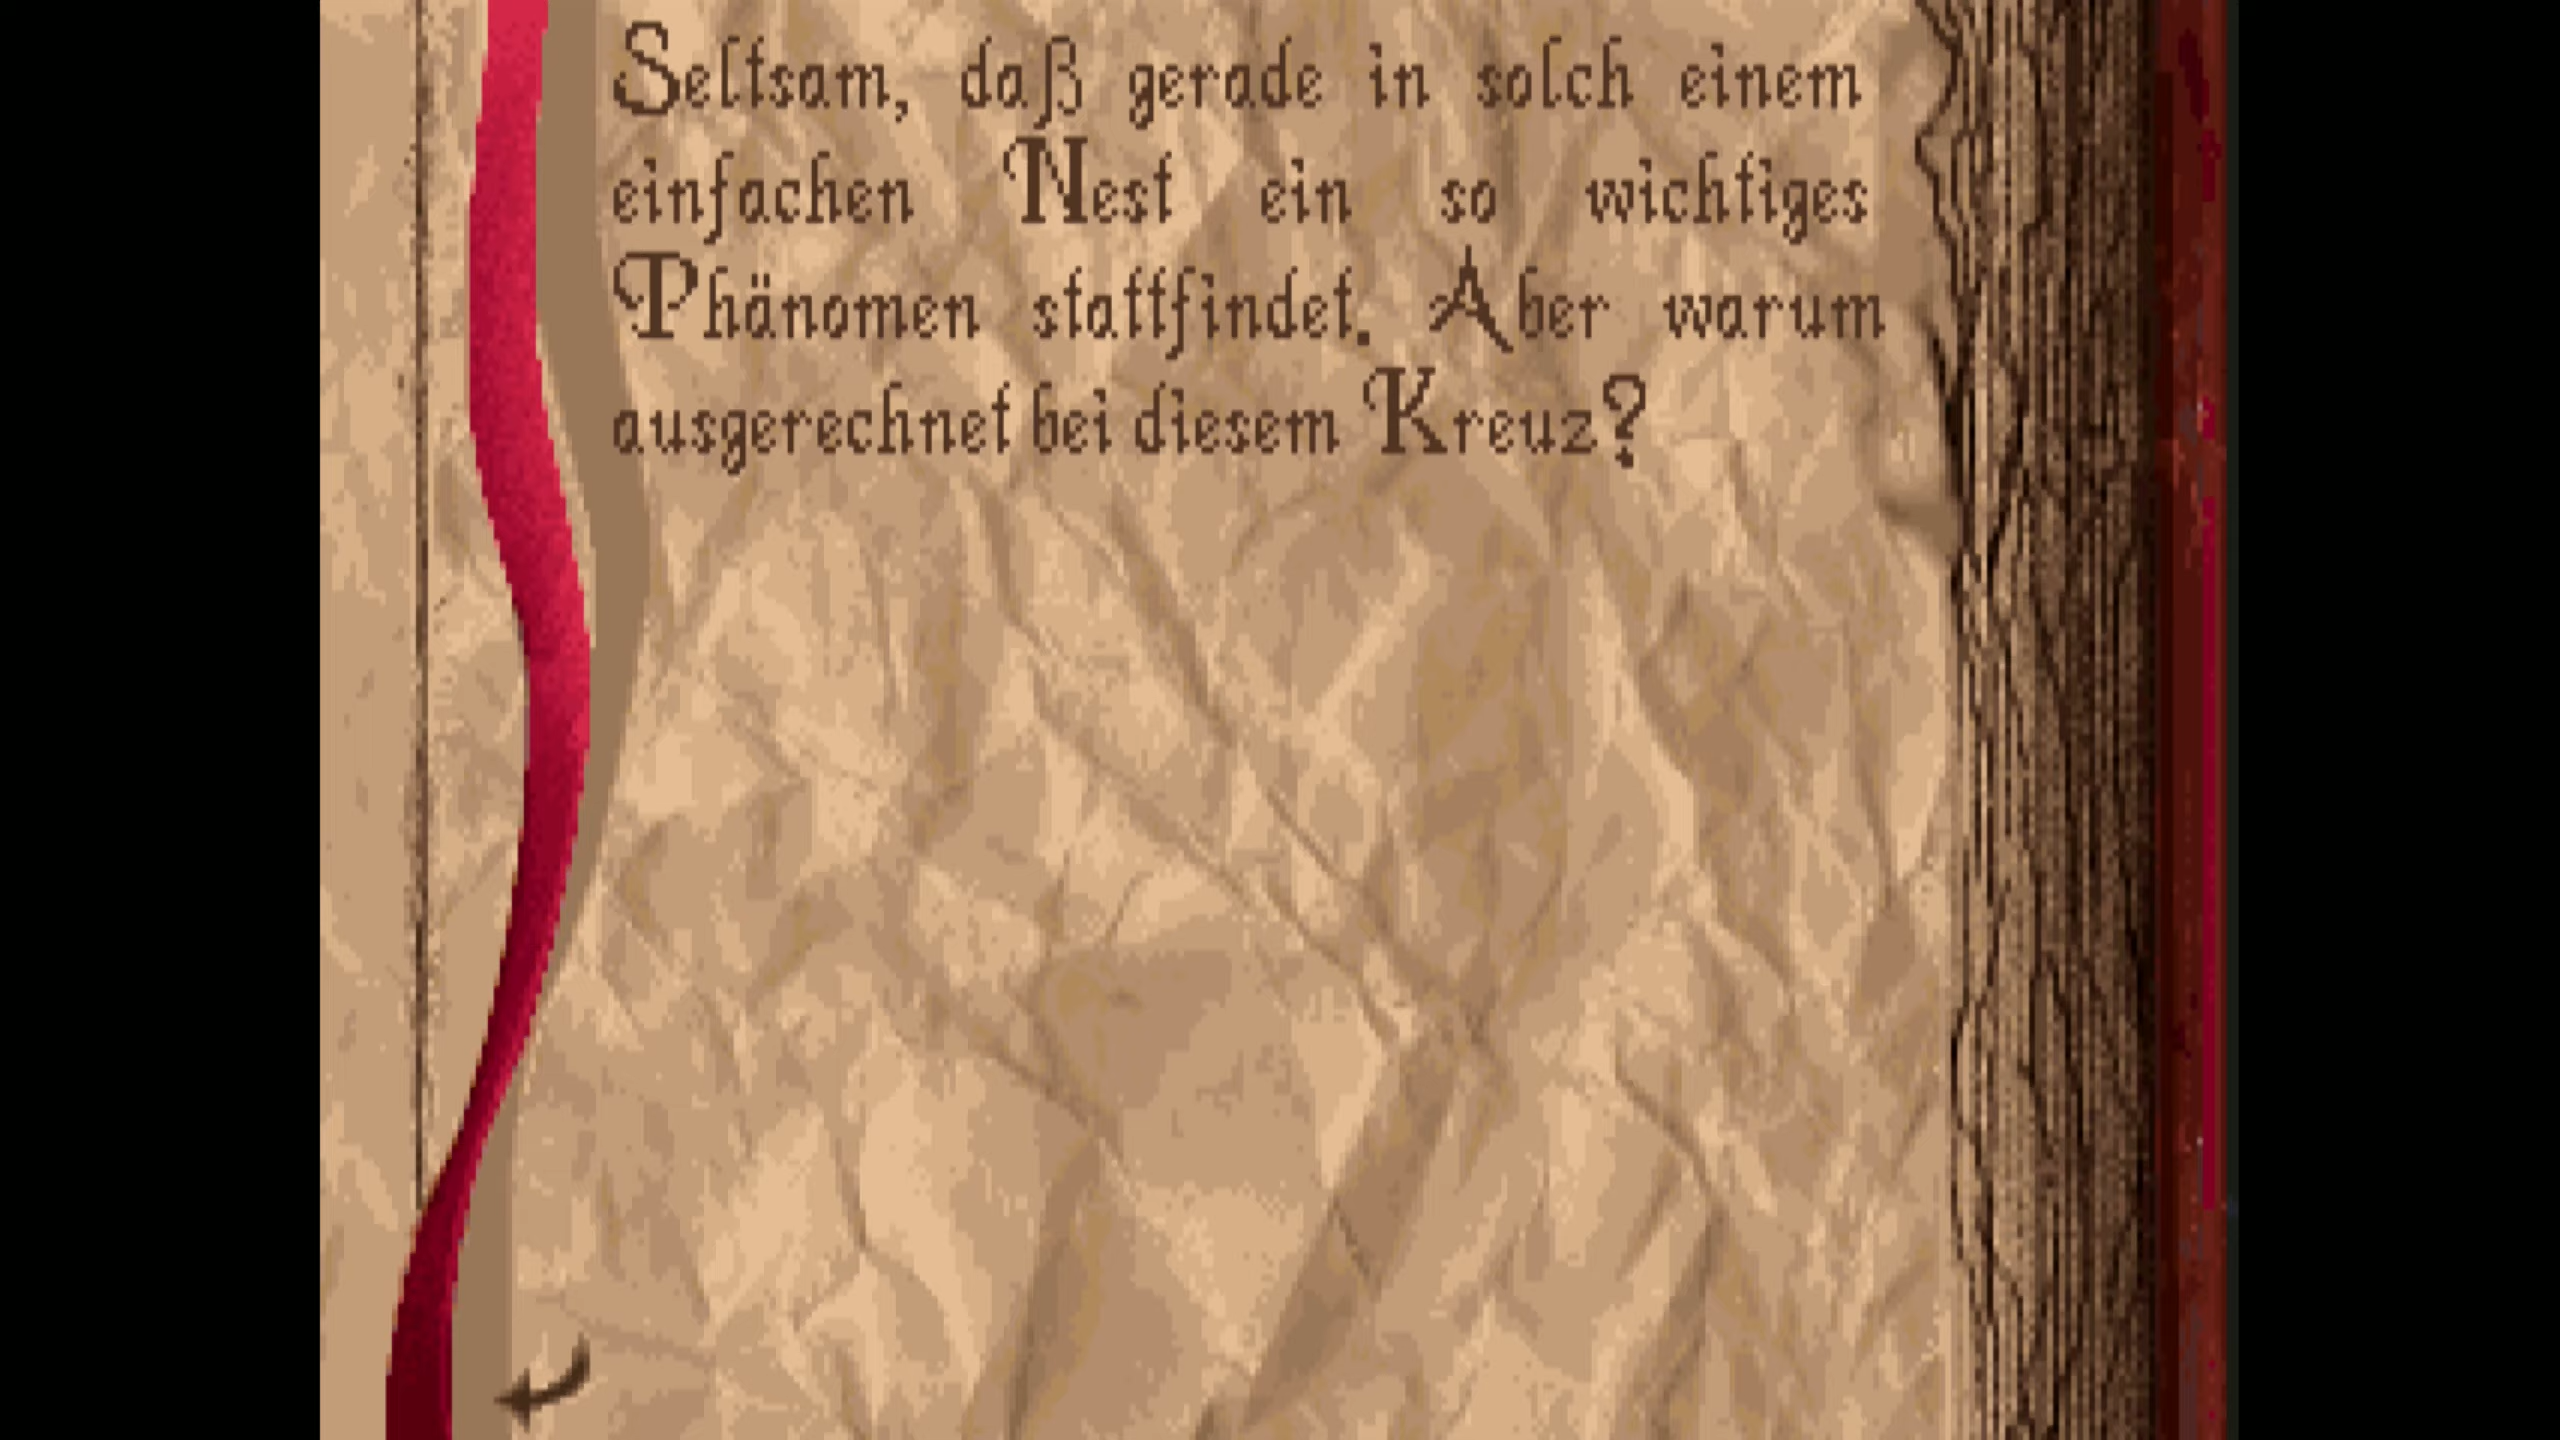 Seltsam, daß gerade in solch einem
einfachen Nest ein so wichtiges
Phänomen stattfindet. Aber warum
ausgerechnet bei diesem Kreuz?